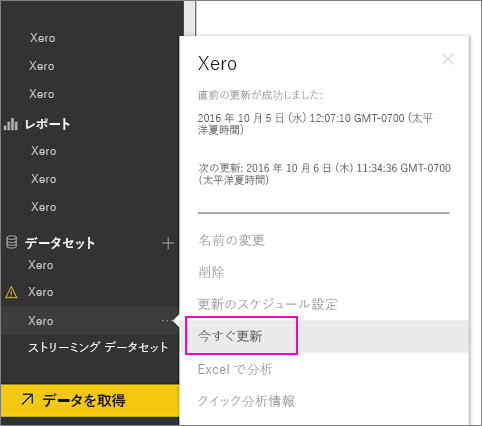 Xero
Xero
Xero
レポート
Xero
Xero
Xero
データセット
Xero
Xero
Xero
ストリーミング データセット
データを取得
Xero
直前の更新が成功しました:
2016 年 10 月 5 日 (水) 12:07:10 GMT-0700 (太平
洋夏時間)
次の更新: 2016 年 10 月 6 日 (木) 11:34:36 GMT-0700
(太平洋夏時間)
名前の変更
削除
更新のスケジュール設定
今すぐ更新
Excel で分析
クイック分析情報